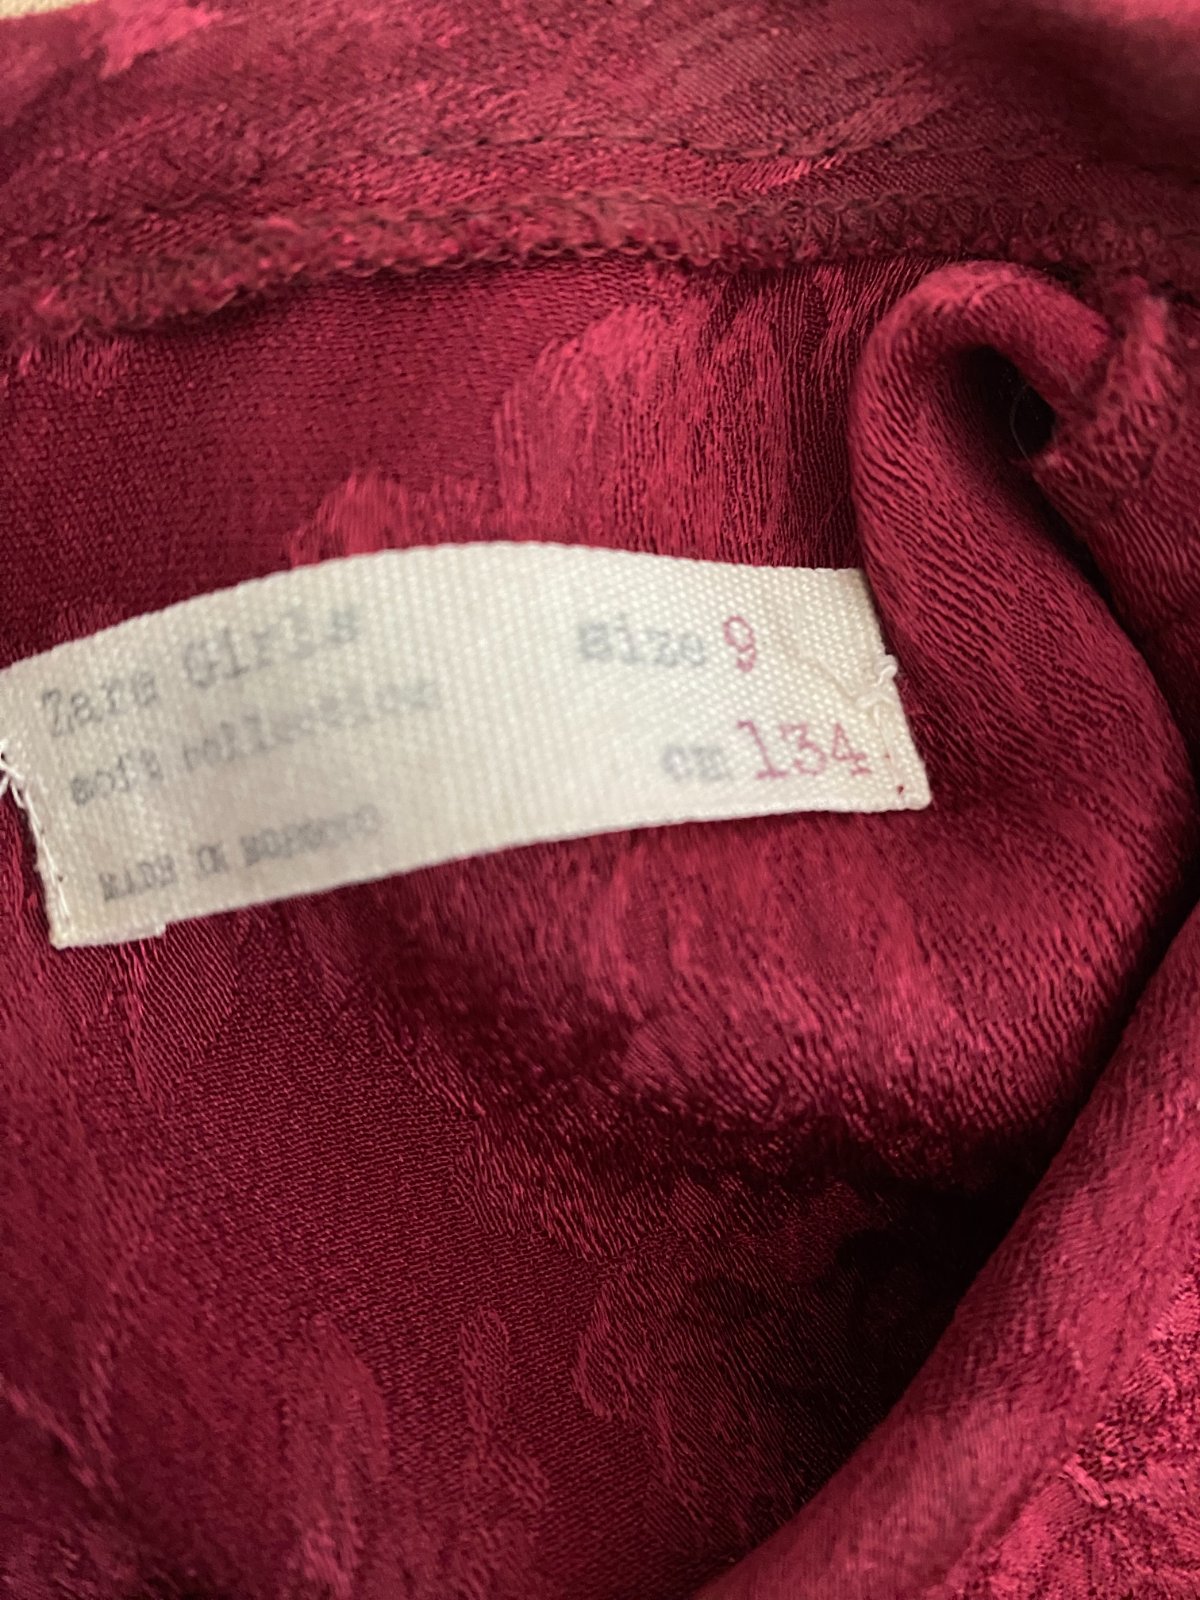 Zara Girls
soft collection
MADE IN MOROCCO
size 9
cm 134